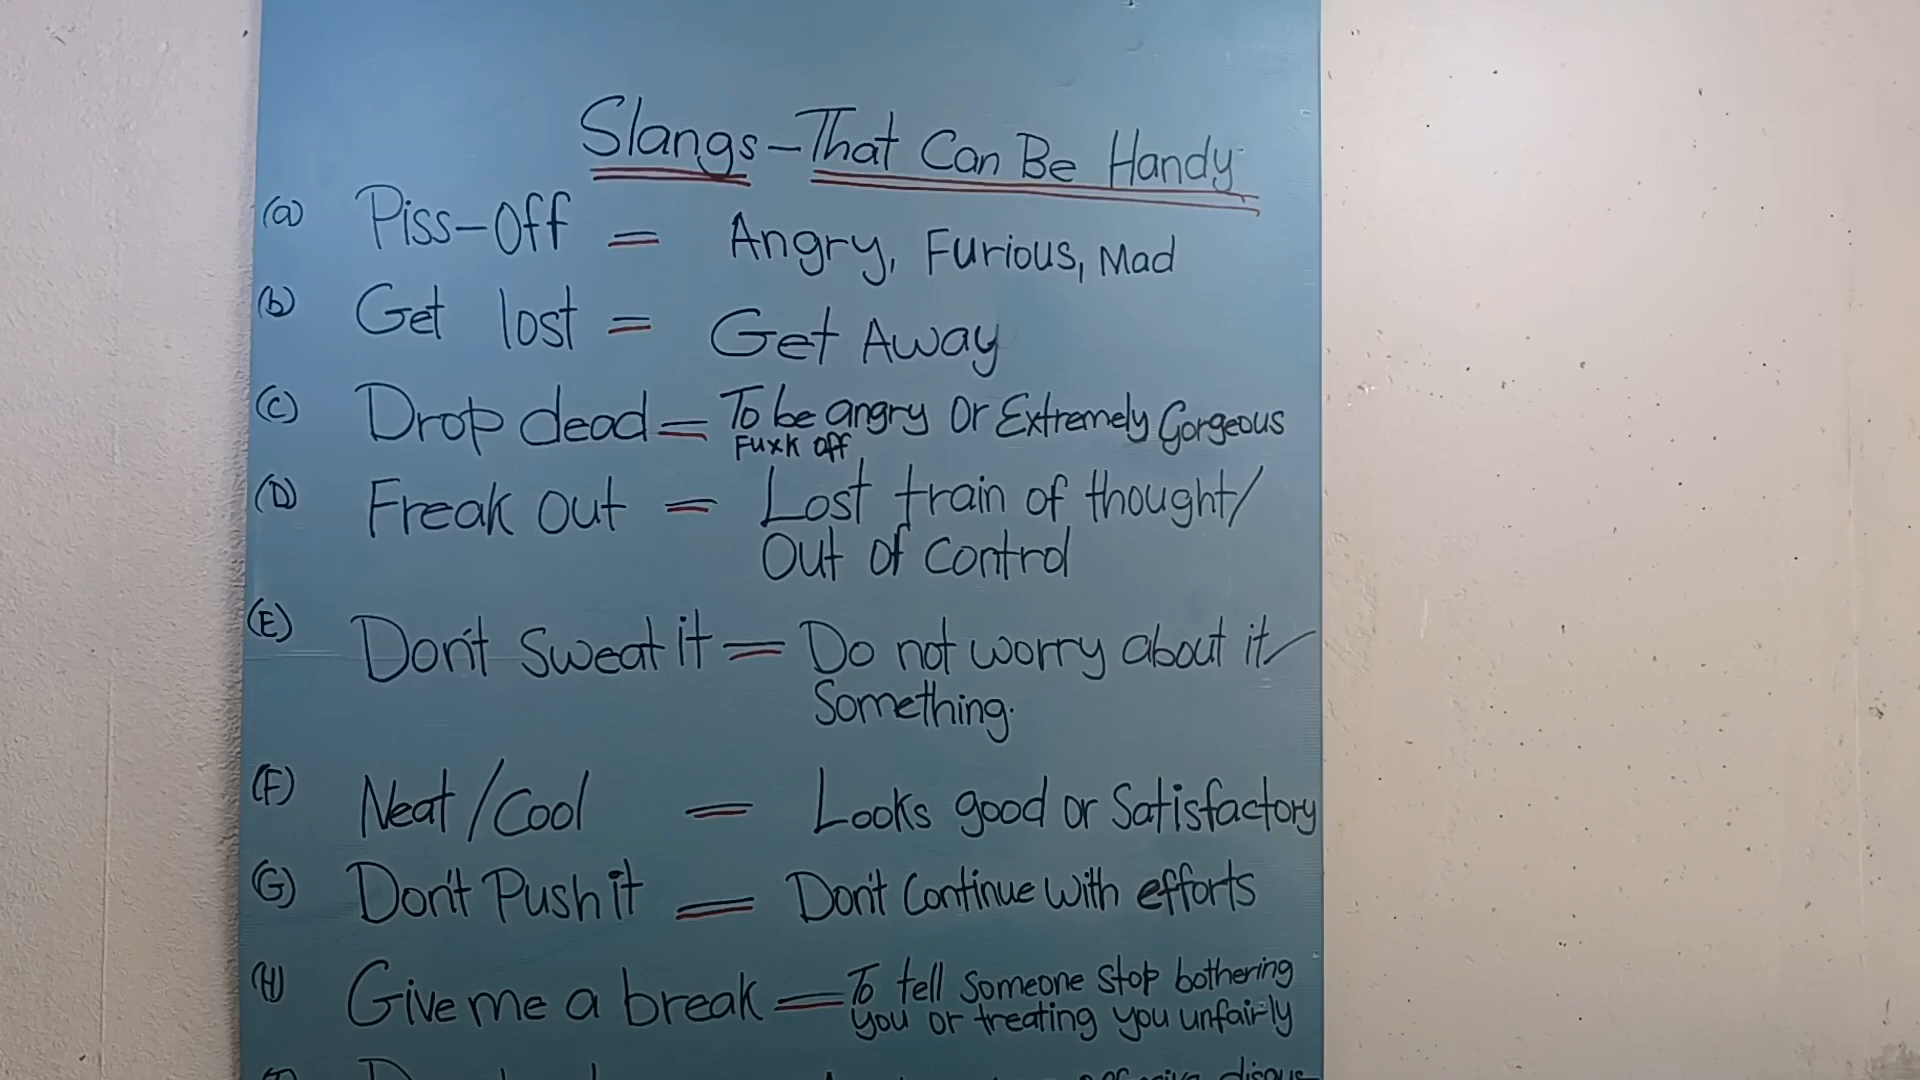 Slangs - That Can Be Handy
(a) Piss-Off = Angry, Furious, Mad
(b) Get lost = Get Away
(C) Drop dead = To be angry Or Extremely Gorgeous
Fuxk off
(D) Freak out = Lost train of thought/
Out of Control
(E) Don't Sweat it = Do not worry about it/
Something.
(F) Neat/Cool = Looks good or Satisfactory
(G) Don't Push it = Don't Continue With efforts
(H) Give me a break = To tell Someone stop bothering
you or treating you unfairly